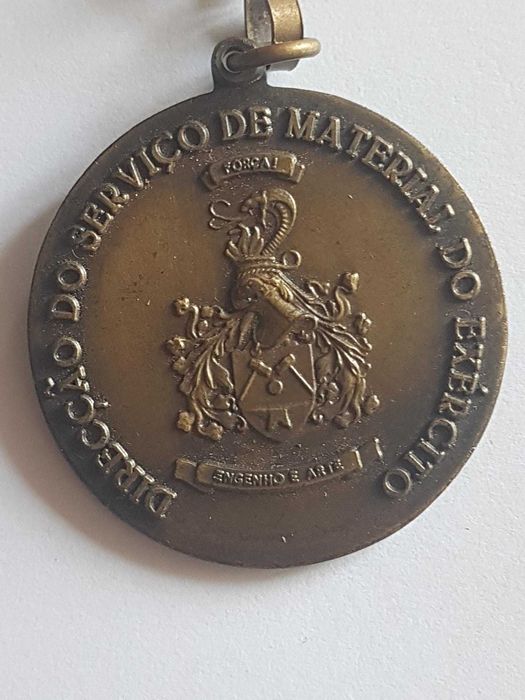 DIRECÇÃO DO SERVIÇO DE MATERIAL DO EXÉRCITO
FORÇA!
ENGENHO E ARTE